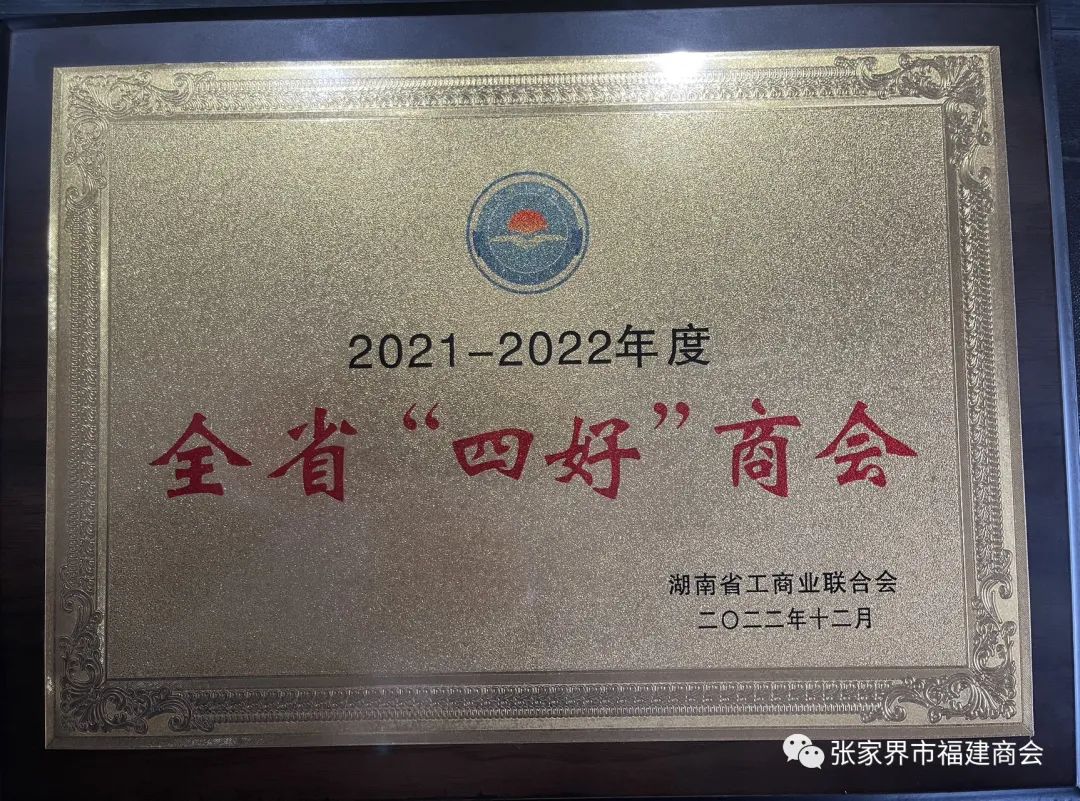 2021-2022年度
全省“四好”商会
湖南省工商业联合会
二〇二二年十二月
张家界市福建商会